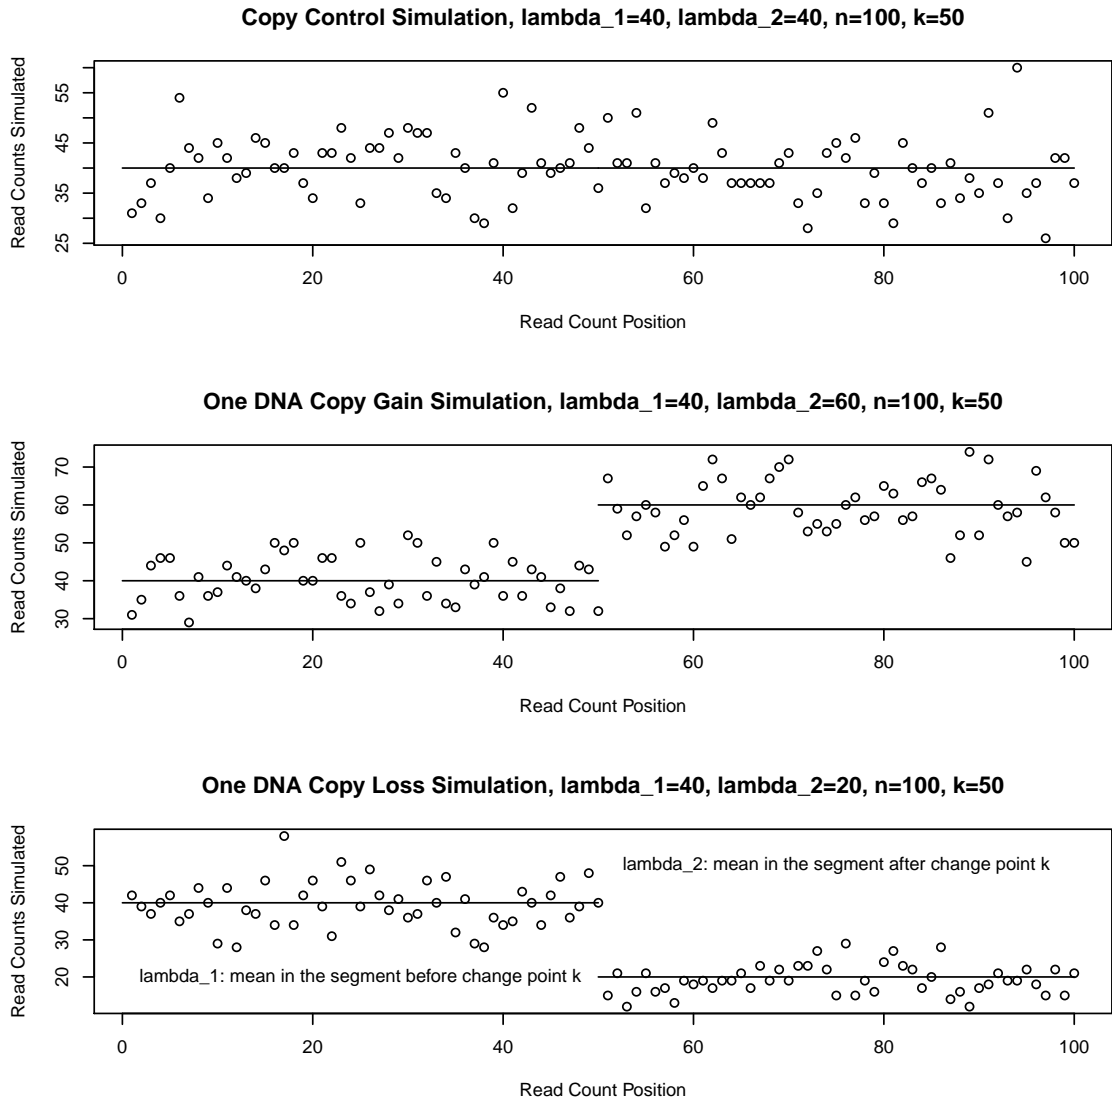 Copy Control Simulation, lambda_1=40, lambda_2=40, n=100, k=50
Read Counts Simulated
55
45
35
25
0 20 40 60 80 100
Read Count Position
One DNA Copy Gain Simulation, lambda_1=40, lambda_2=60, n=100, k=50
Read Counts Simulated
70
60
50
40
30
0 20 40 60 80 100
Read Count Position
One DNA Copy Loss Simulation, lambda_1=40, lambda_2=20, n=100, k=50
Read Counts Simulated
50
40
30
20
lambda_2: mean in the segment after change point k
lambda_1: mean in the segment before change point k
0 20 40 60 80 100
Read Count Position